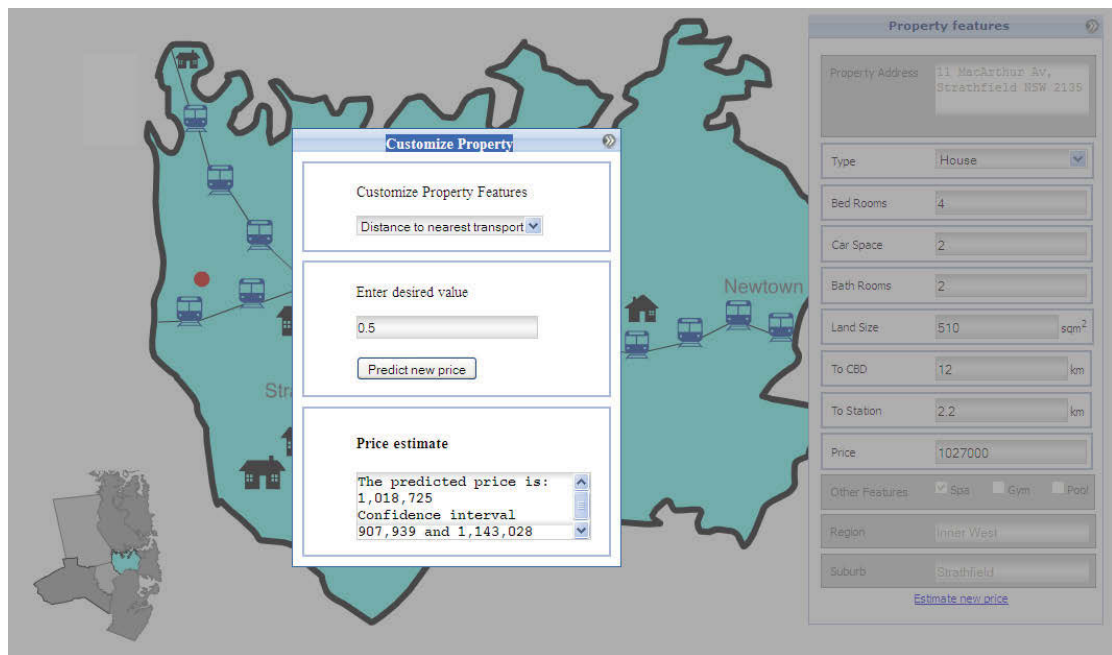 Property features
Property Address
11 MacArthur Av,
Strathfield NSW 2135
Customize Property
Type
House
Customize Property Features
Bed Rooms
4
Distance to nearest transport
Car Space
2
Newtown
Bath Rooms
2
Enter desired value
0.5
Land Size
510
sqm2
Predict new price
To CBD
12
km
Str
To Station
2.2
km
Price estimate
Price
1027000
The predicted price is:
1,018,725
Confidence interval
907,939 and 1,143,028
Other Features
Spa
Gym
Pool
Region
Inner West
Suburb
Strathfield
Estimate new price